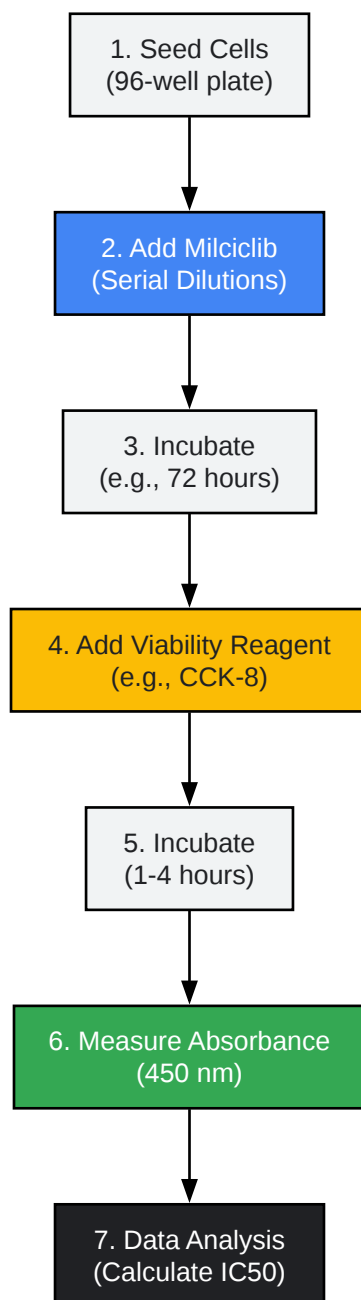 1. Seed Cells
(96-well plate)
2. Add Milciclib
(Serial Dilutions)
3. Incubate
(e.g., 72 hours)
4. Add Viability Reagent
(e.g., CCK-8)
5. Incubate
(1-4 hours)
6. Measure Absorbance
(450 nm)
7. Data Analysis
(Calculate IC50)